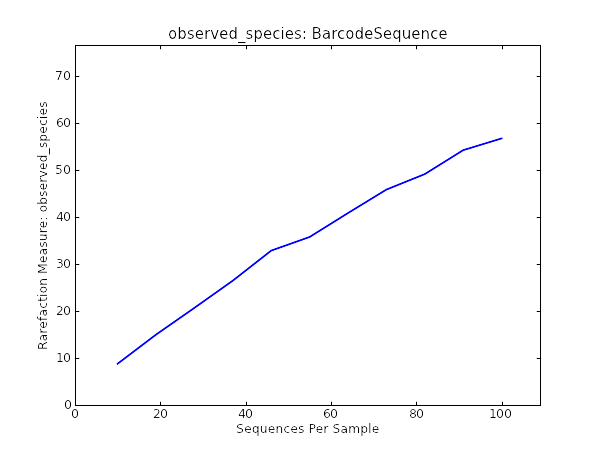 observed_species: BarcodeSequence
Rarefaction Measure: observed_species
70
60
50
40
30
20
10
0
0 20 40 60 80 100
Sequences Per Sample